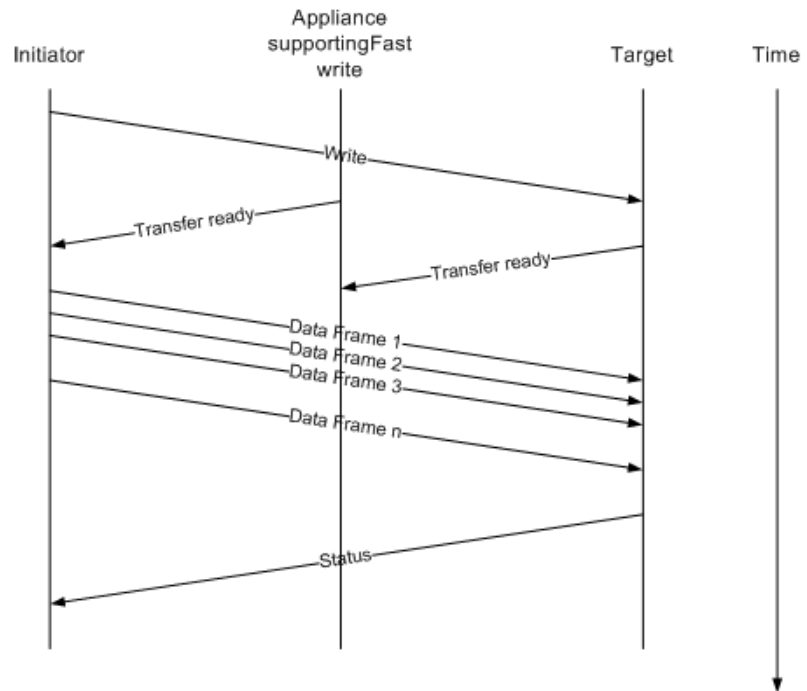 Appliance
supportingFast
write
Initiator
Target
Time
Write
Transfer ready
Transfer ready
Data Frame 1
Data Frame 2
Data Frame 3
Data Frame n
Status